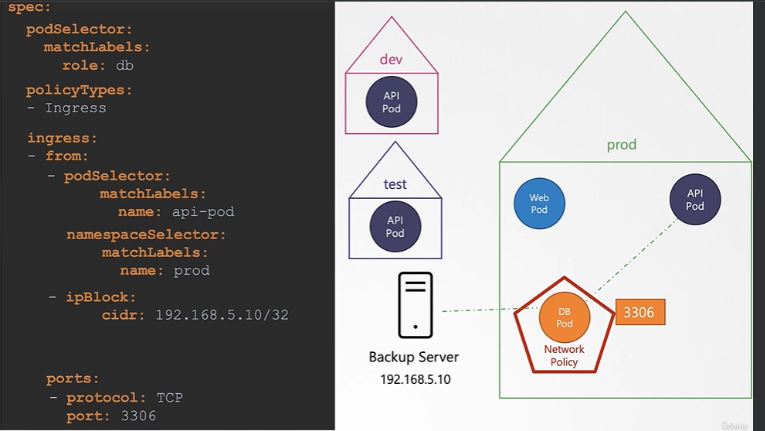 spec:
podSelector:
matchLabels:
role: db
policyTypes:
- Ingress
ingress:
- from:
- podSelector:
matchLabels:
name: api-pod
namespaceSelector:
matchLabels:
name: prod
- ipBlock:
cidr: 192.168.5.10/32
ports:
- protocol: TCP
port: 3306
dev
API
Pod
test
API
Pod
prod
Web
Pod
API
Pod
DB
Pod
3306
Network
Policy
Backup Server
192.168.5.10
Udemy